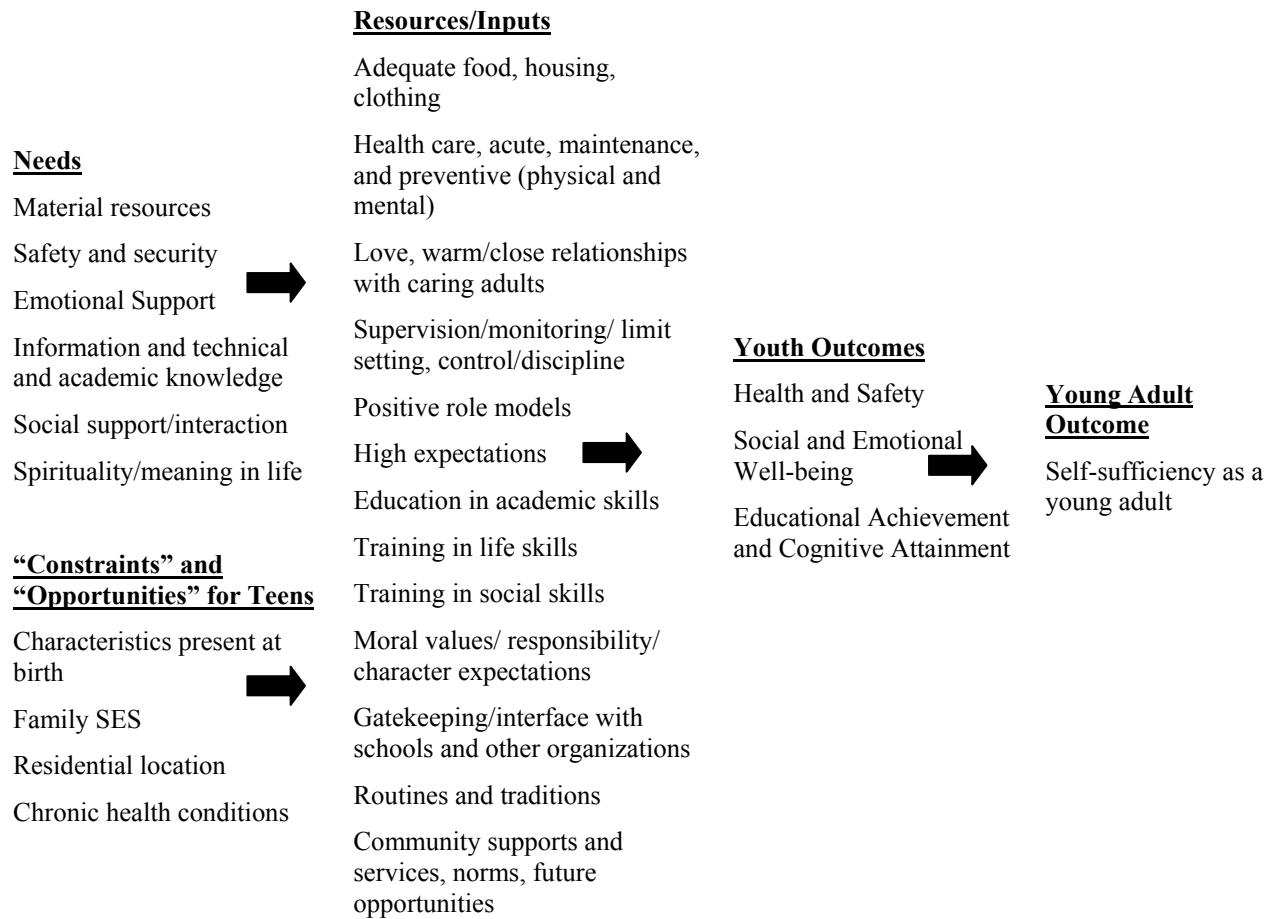 Needs
Material resources
Safety and security
Emotional Support
Information and technical
and academic knowledge
Social support/interaction
Spirituality/meaning in life
“Constraints” and
“Opportunities” for Teens
Characteristics present at
birth
Family SES
Residential location
Chronic health conditions
Resources/Inputs
Adequate food, housing,
clothing
Health care, acute, maintenance,
and preventive (physical and
mental)
Love, warm/close relationships
with caring adults
Supervision/monitoring/ limit
setting, control/discipline
Positive role models
High expectations
Education in academic skills
Training in life skills
Training in social skills
Moral values/ responsibility/
character expectations
Gatekeeping/interface with
schools and other organizations
Routines and traditions
Community supports and
services, norms, future
opportunities
Youth Outcomes
Health and Safety
Social and Emotional
Well-being
Educational Achievement
and Cognitive Attainment
Young Adult
Outcome
Self-sufficiency as a
young adult